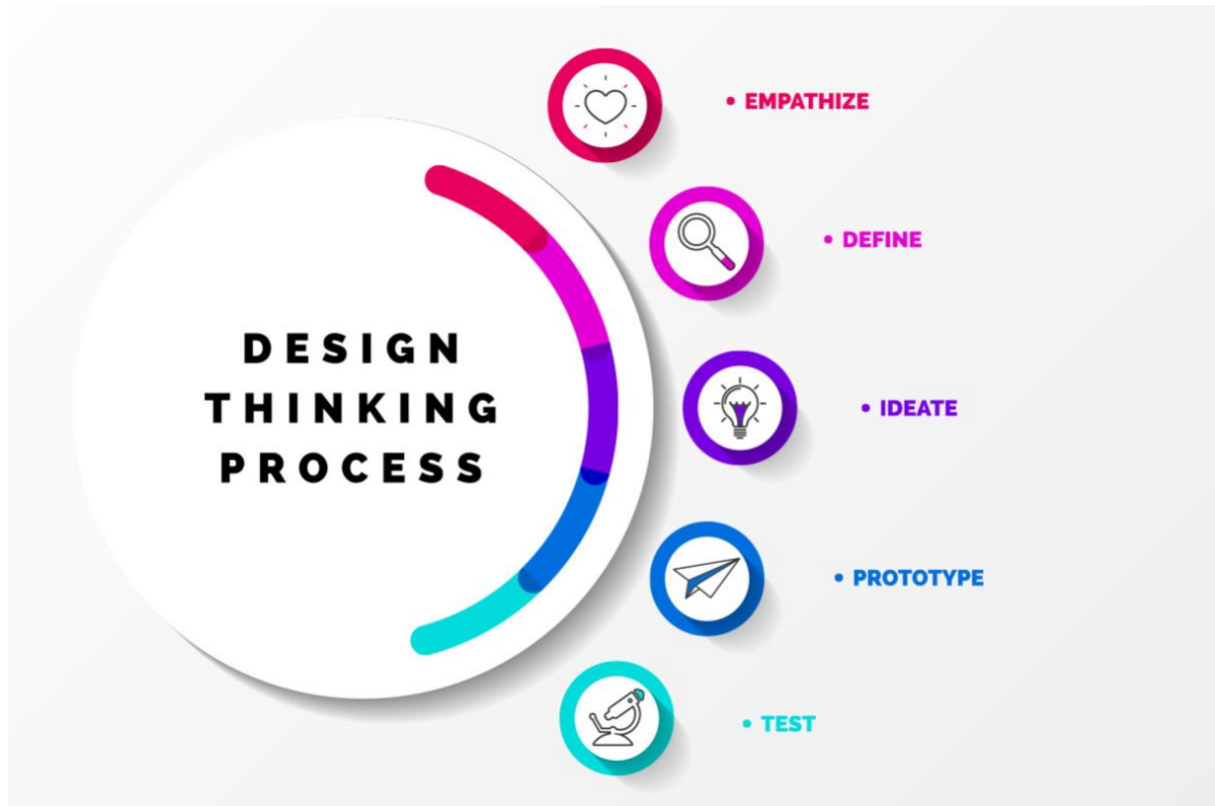 DESIGN
THINKING
PROCESS
• EMPATHIZE
• DEFINE
• IDEATE
• PROTOTYPE
• TEST